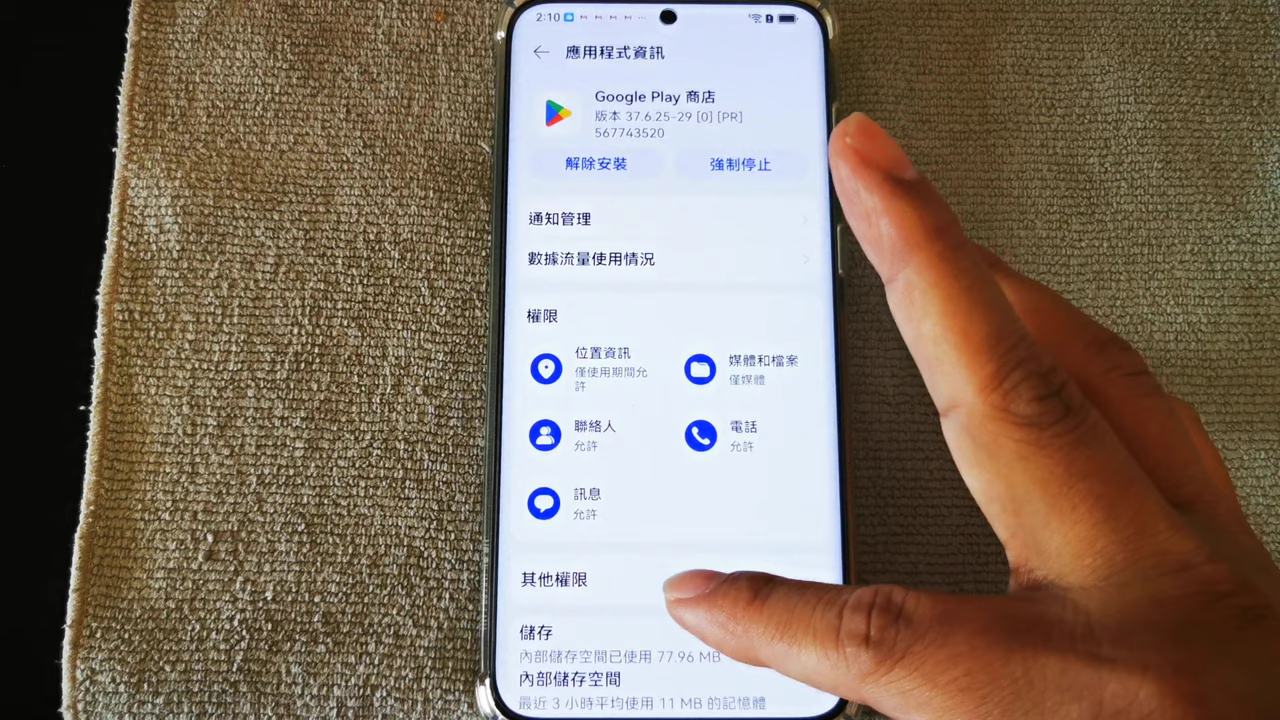 2:10
應用程式資訊
Google Play 商店
版本 37.6.25-29 [0] [PR]
567743520
解除安裝
強制停止
通知管理
數據流量使用情況
權限
位置資訊
僅使用期間允
許
媒體和檔案
僅媒體
聯絡人
允許
電話
允許
訊息
允許
其他權限
儲存
內部儲存空間已使用 77.96 MB
內部儲存空間
最近 3 小時平均使用 11 MB 的記憶體